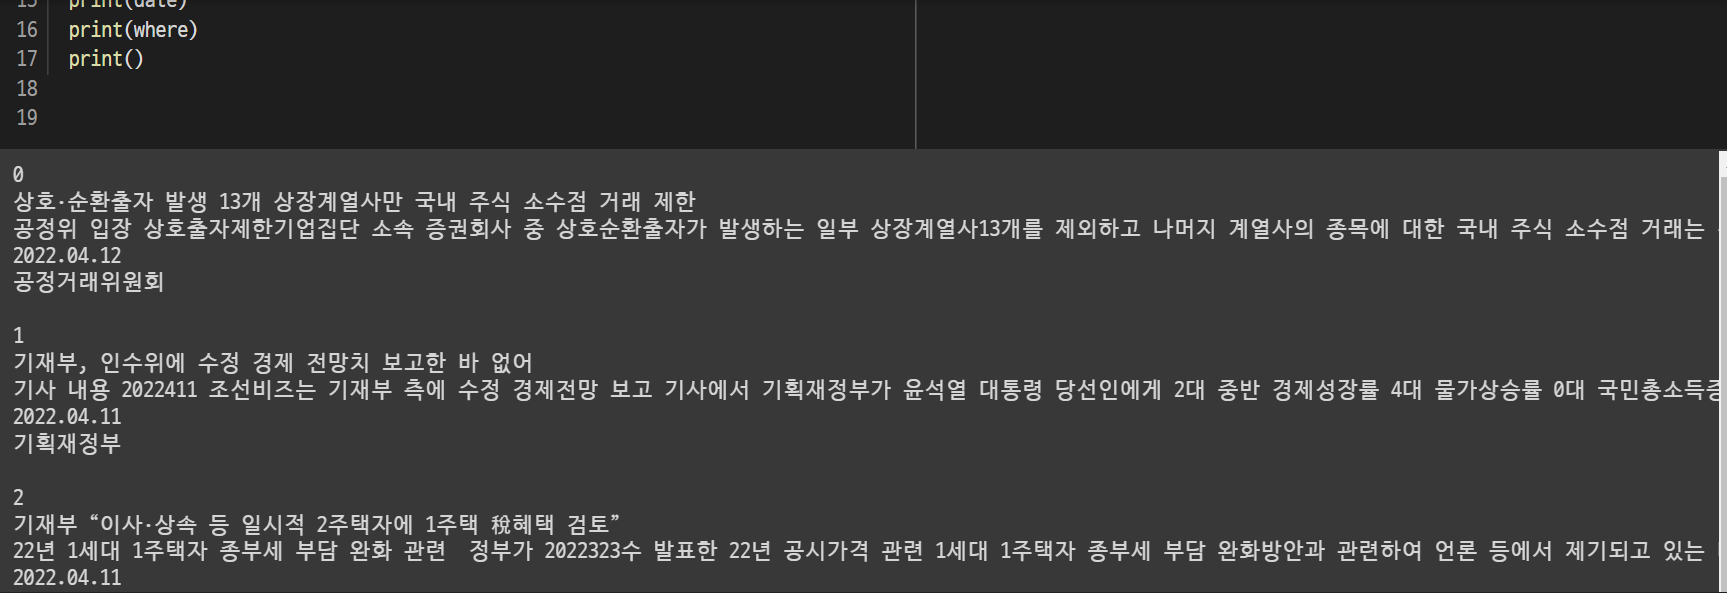 15 print(date)
16 print(where)
17 print()
18
19
0
상호·순환출자 발생 13개 상장계열사만 국내 주식 소수점 거래 제한
공정위 입장 상호출자제한기업집단 소속 증권회사 중 상호순환출자가 발생하는 일부 상장계열사13개를 제외하고 나머지 계열사의 종목에 대한 국내 주식 소수점 거래는
2022.04.12
공정거래위원회
1
기재부, 인수위에 수정 경제 전망치 보고한 바 없어
기사 내용 2022411 조선비즈는 기재부 측에 수정 경제전망 보고 기사에서 기획재정부가 윤석열 대통령 당선인에게 2대 중반 경제성장률 4대 물가상승률 0대 국민총소득증
2022.04.11
기획재정부
2
기재부 “이사·상속 등 일시적 2주택자에 1주택 稅혜택 검토”
22년 1세대 1주택자 종부세 부담 완화 관련  정부가 2022323수 발표한 22년 공시가격 관련 1세대 1주택자 종부세 부담 완화방안과 관련하여 언론 등에서 제기되고 있는
2022.04.11